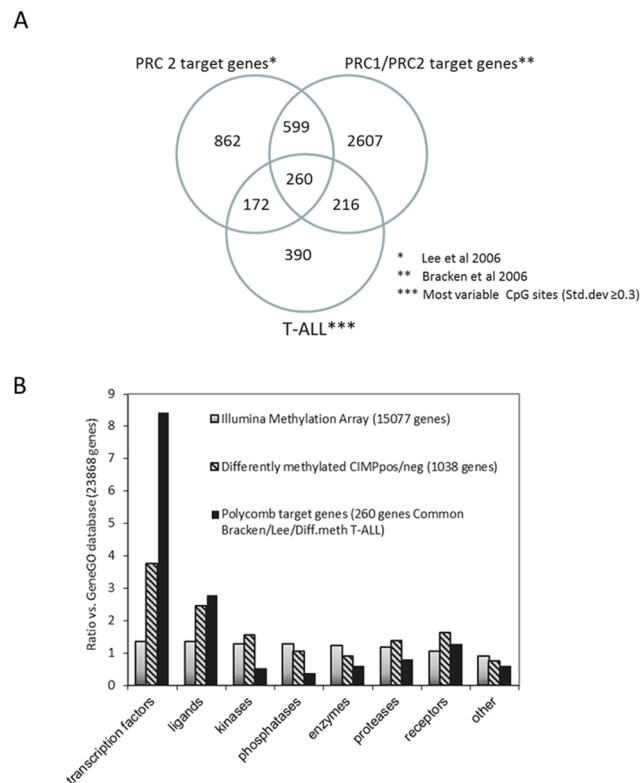 A
PRC 2 target genes*
PRC1/PRC2 target genes**
862
599
2607
260
172
216
390
* Lee et al 2006
** Bracken et al 2006
*** Most variable CpG sites (Std.dev ≥0.3)
T-ALL***
B
Ratio vs. GeneGO database (23868 genes)
9
8
7
6
5
4
3
2
1
0
Illumina Methylation Array (15077 genes)
Differently methylated CIMPpos/neg (1038 genes)
Polycomb target genes (260 genes Common
Bracken/Lee/Diff.meth T-ALL)
transcription factors
ligands
kinases
phosphatases
enzymes
proteases
receptors
other